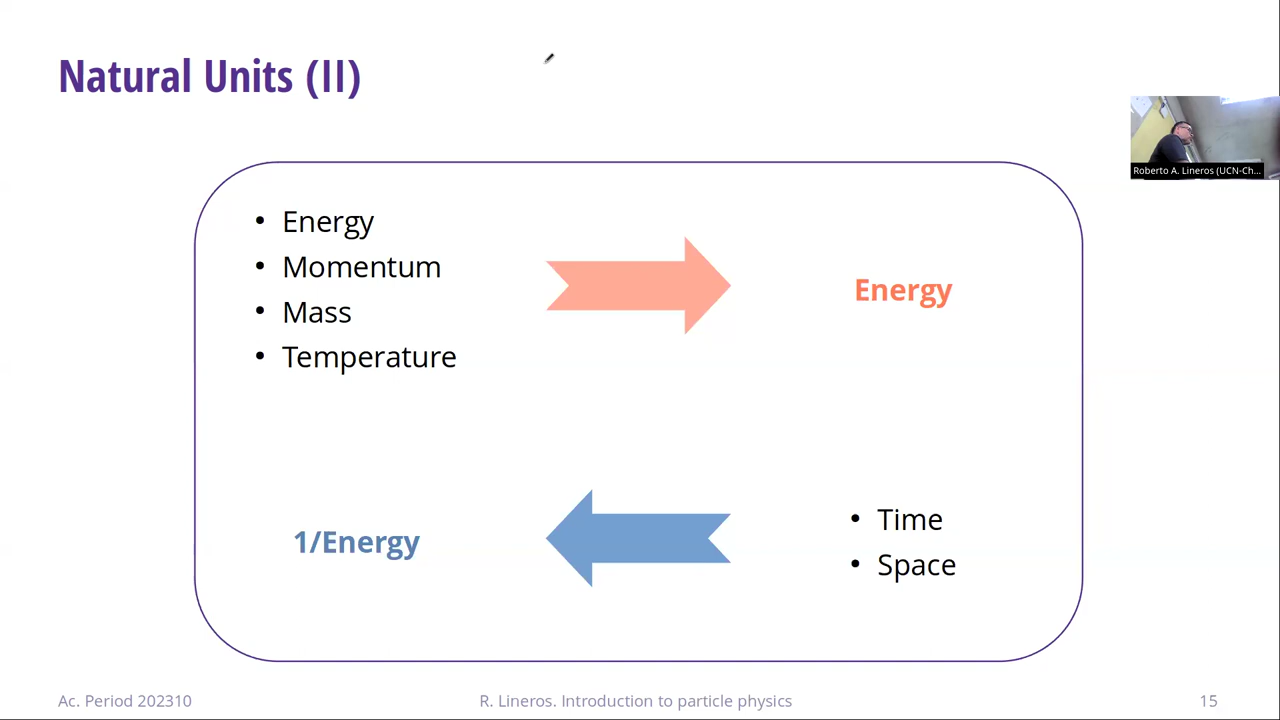 Natural Units (II)
Roberto A. Lineros (UCN-Ch...
• Energy
• Momentum
• Mass
• Temperature
Energy
1/Energy
• Time
• Space
Ac. Period 202310
R. Lineros. Introduction to particle physics
15